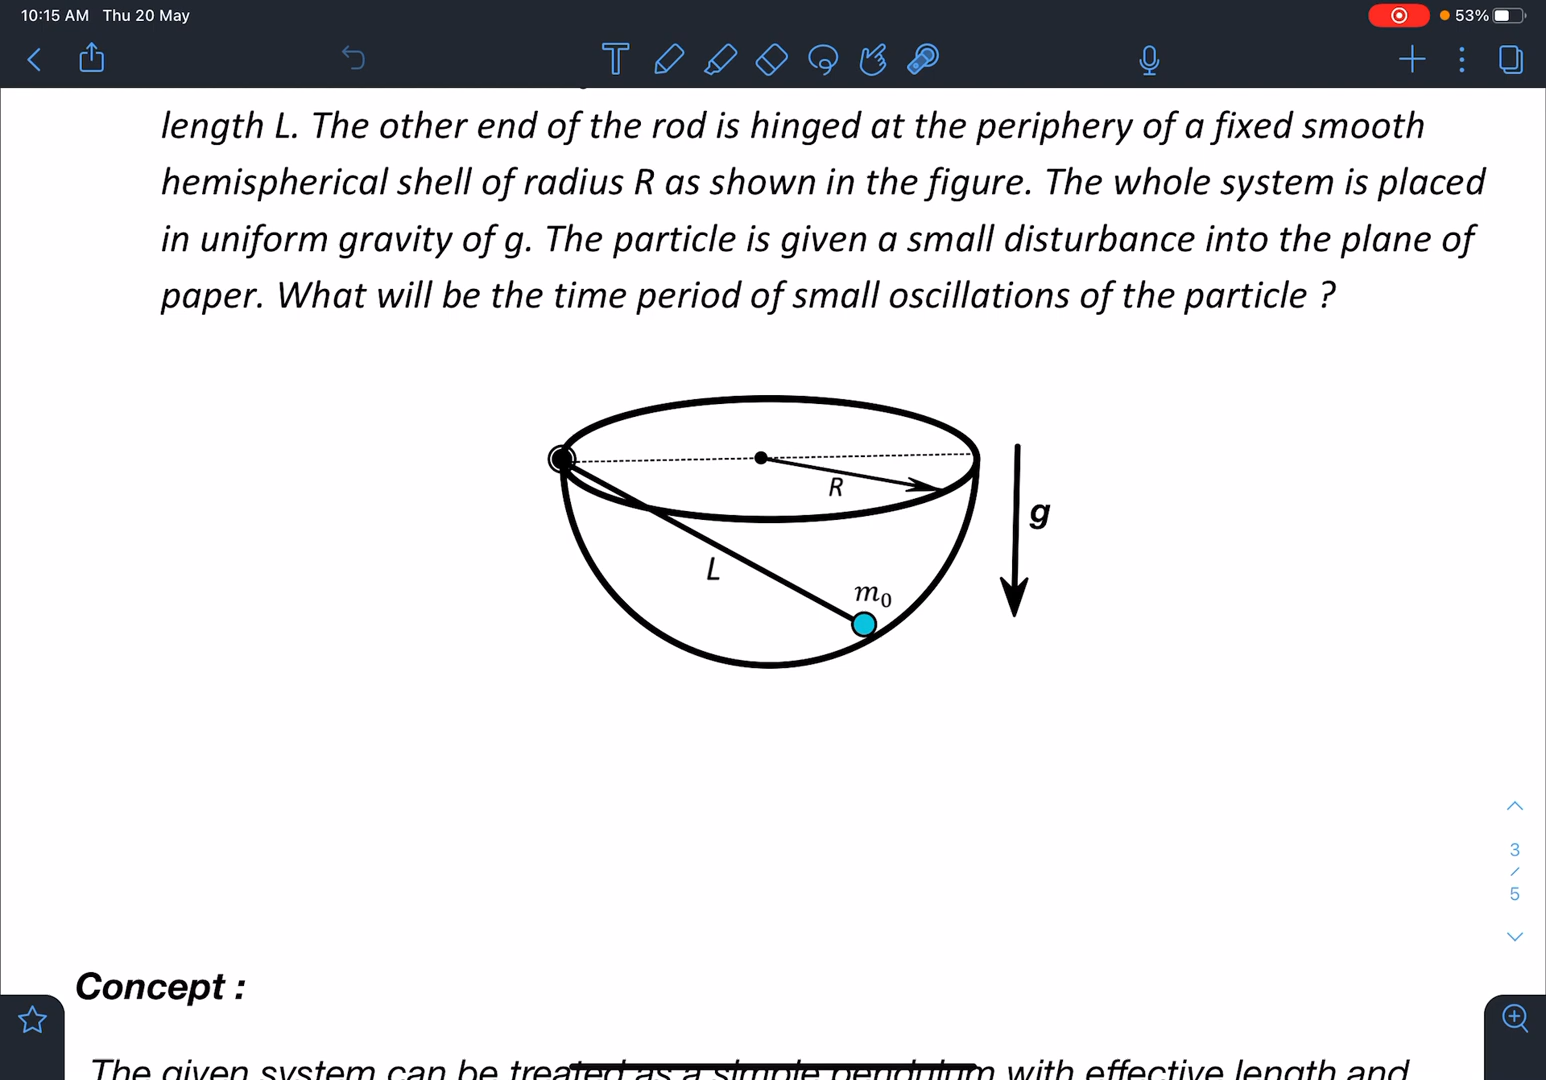 10:15 AM Thu 20 May
53%
length L. The other end of the rod is hinged at the periphery of a fixed smooth
hemispherical shell of radius R as shown in the figure. The whole system is placed
in uniform gravity of g. The particle is given a small disturbance into the plane of
paper. What will be the time period of small oscillations of the particle ?
R
g
L
m₀
3
/
5
Concept :
The given system can be treated as a simple pendulum with effective length and